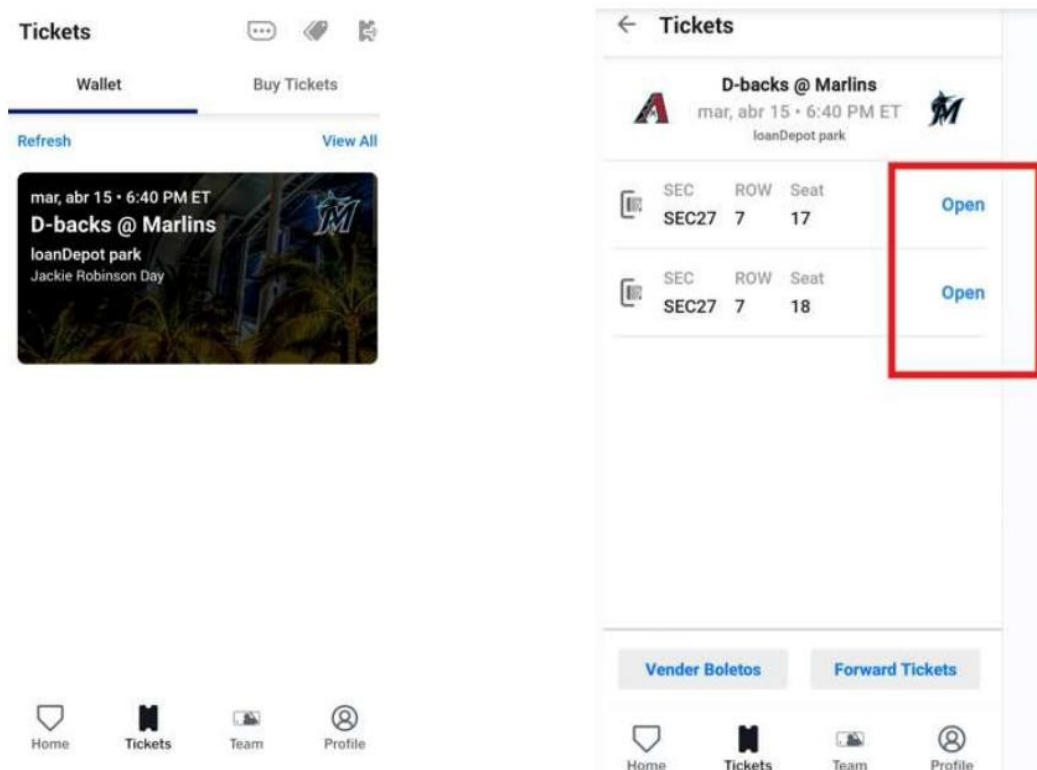 Tickets
Wallet
Buy Tickets
Refresh
View All
mar, abr 15 • 6:40 PM ET
D-backs @ Marlins
loanDepot park
Jackie Robinson Day
Home
Tickets
Team
Profile
Tickets
D-backs @ Marlins
mar, abr 15 • 6:40 PM ET
loanDepot park
SEC ROW Seat
SEC27 7 17
Open
SEC ROW Seat
SEC27 7 18
Open
Vender Boletos
Forward Tickets
Home
Tickets
Team
Profile